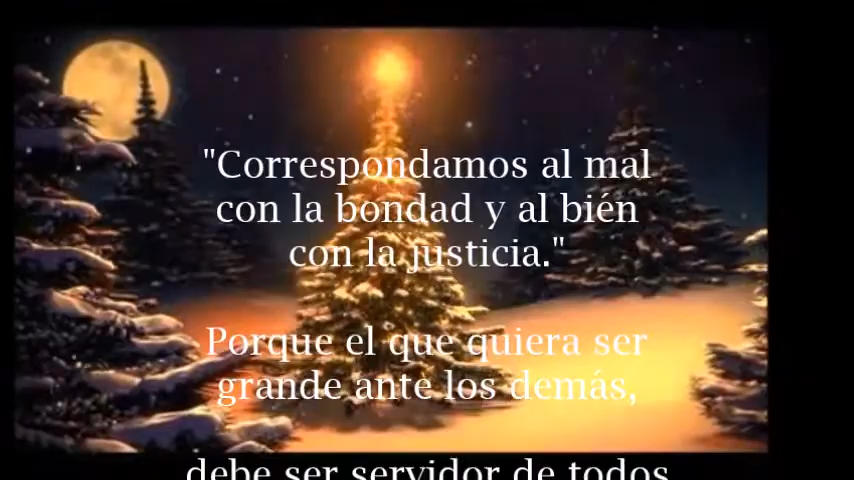 "Correspondamos al mal
con la bondad y al bién
con la justicia."
Porque el que quiera ser
grande ante los demás,
debe ser servidor de todos